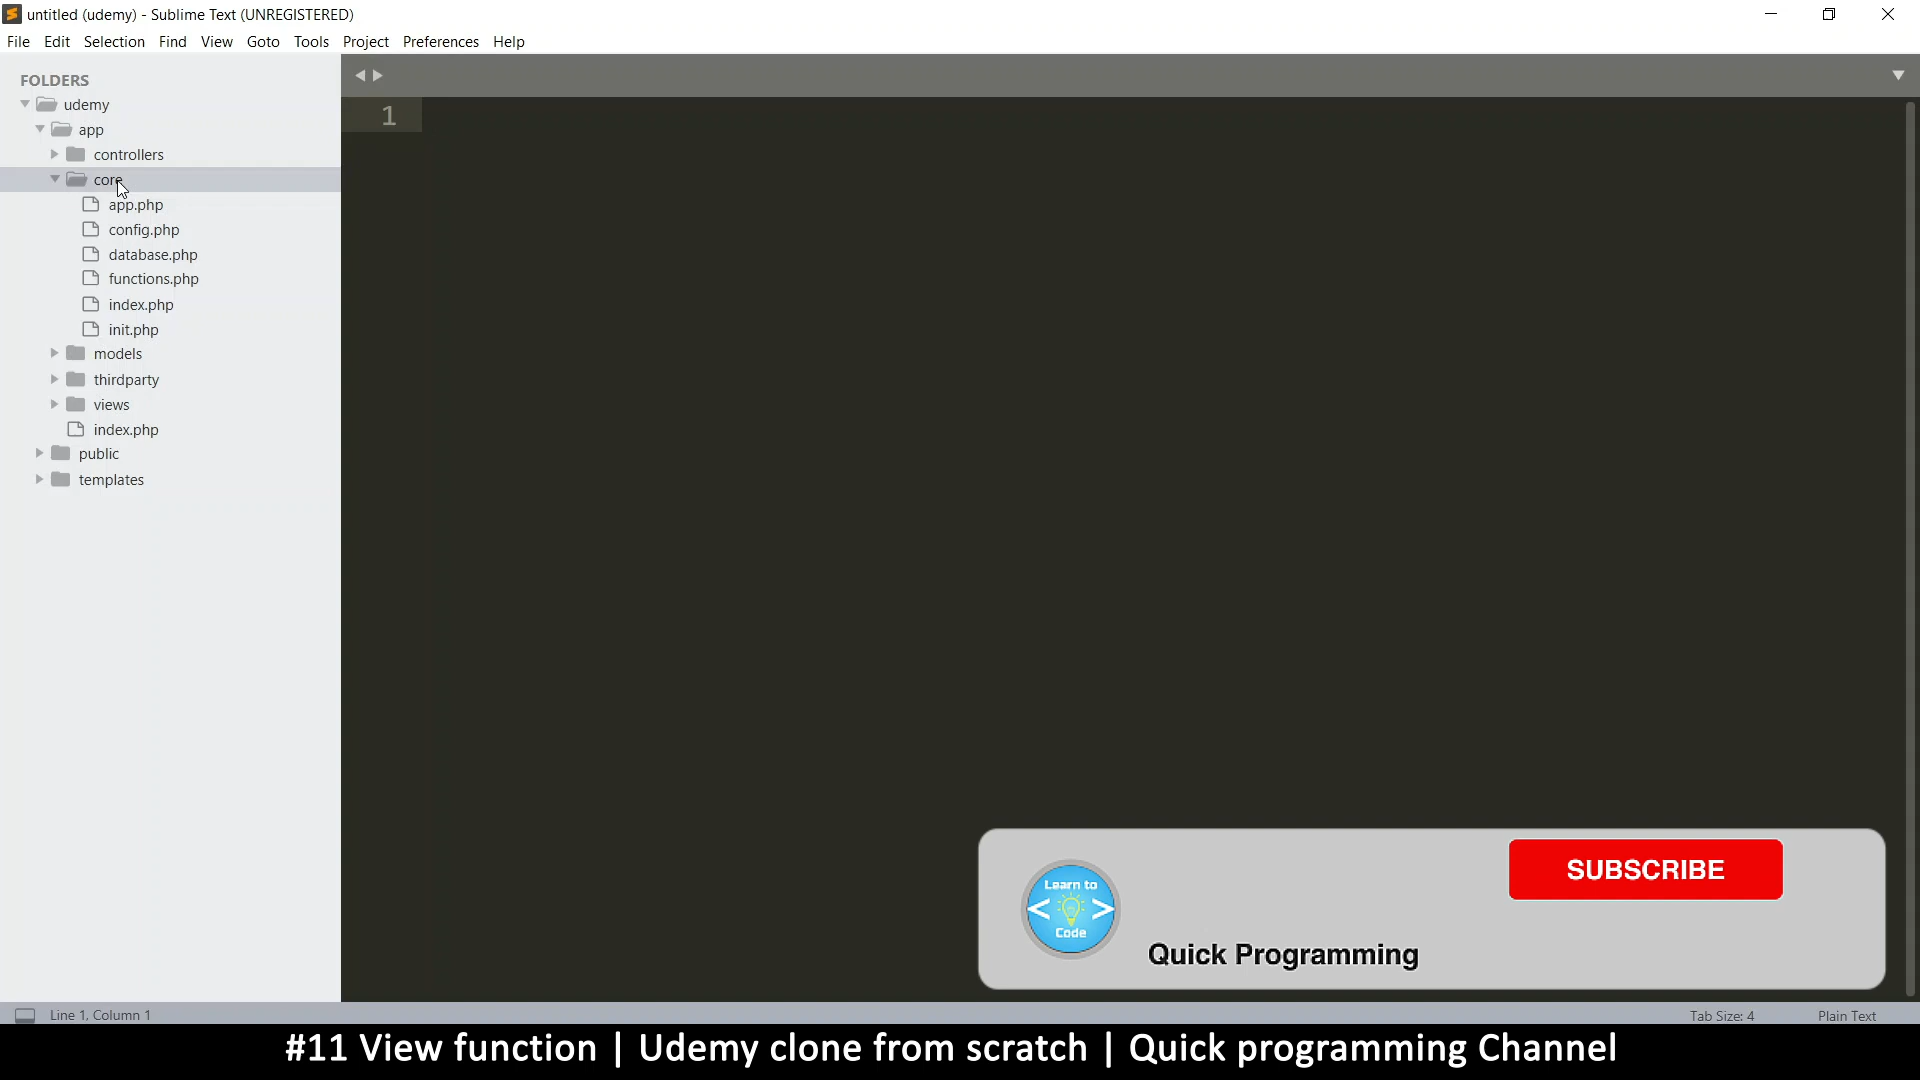 untitled (udemy) - Sublime Text (UNREGISTERED)
File Edit Selection Find View Goto Tools Project Preferences Help
FOLDERS
udemy
app
controllers
core
app.php
config.php
database.php
functions.php
index.php
init.php
models
thirdparty
views
index.php
public
templates
1
Learn to
< >
Code
Quick Programming
SUBSCRIBE
Line 1, Column 1
Tab Size: 4
Plain Text
#11 View function | Udemy clone from scratch | Quick programming Channel